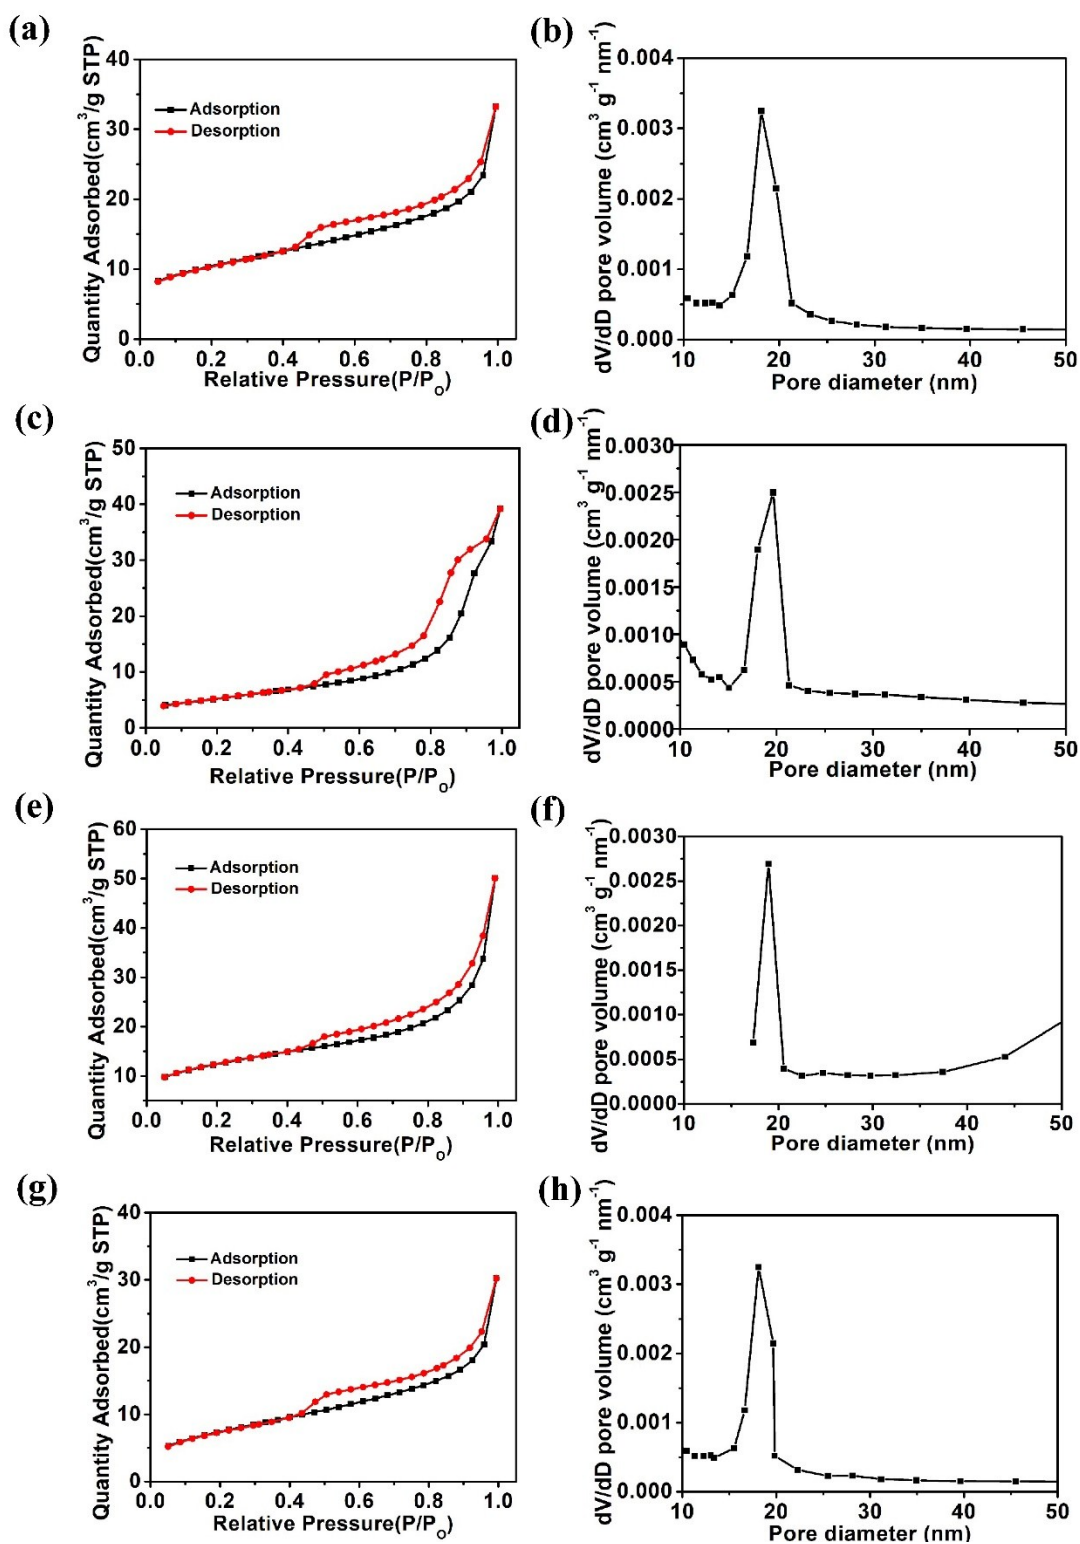 (a)
Quantity Adsorbed(cm³/g STP)
40
30
20
10
0
Adsorption
Desorption
0.0 0.2 0.4 0.6 0.8 1.0
Relative Pressure(P/P₀)
(b)
dV/dD pore volume (cm³ g⁻¹ nm⁻¹)
0.004
0.003
0.002
0.001
0.000
10 20 30 40 50
Pore diameter (nm)
(c)
Quantity Adsorbed(cm³/g STP)
50
40
30
20
10
0
Adsorption
Desorption
0.0 0.2 0.4 0.6 0.8 1.0
Relative Pressure(P/P₀)
(d)
dV/dD pore volume (cm³ g⁻¹ nm⁻¹)
0.0030
0.0025
0.0020
0.0015
0.0010
0.0005
0.0000
10 20 30 40 50
Pore diameter (nm)
(e)
Quantity Adsorbed(cm³/g STP)
60
50
40
30
20
10
Adsorption
Desorption
0.0 0.2 0.4 0.6 0.8 1.0
Relative Pressure(P/P₀)
(f)
dV/dD pore volume (cm³ g⁻¹ nm⁻¹)
0.0030
0.0025
0.0020
0.0015
0.0010
0.0005
0.0000
10 20 30 40 50
Pore diameter (nm)
(g)
Quantity Adsorbed(cm³/g STP)
40
30
20
10
0
Adsorption
Desorption
0.0 0.2 0.4 0.6 0.8 1.0
Relative Pressure(P/P₀)
(h)
dV/dD pore volume (cm³ g⁻¹ nm⁻¹)
0.004
0.003
0.002
0.001
0.000
10 20 30 40 50
Pore diameter (nm)